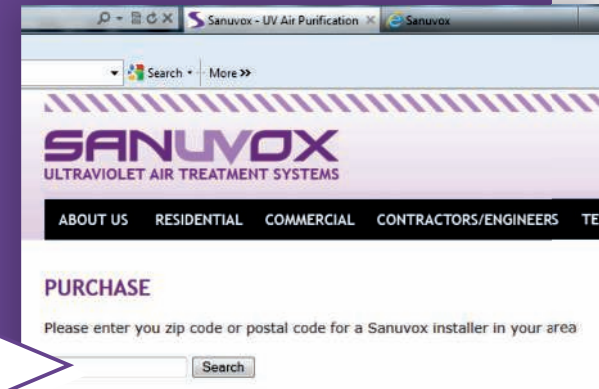 Sanuvox - UV Air Purification Sanuvox
Search More >>
SANUVOX
ULTRAVIOLET AIR TREATMENT SYSTEMS
ABOUT US RESIDENTIAL COMMERCIAL CONTRACTORS/ENGINEERS TE
PURCHASE
Please enter you zip code or postal code for a Sanuvox installer in your area
Search